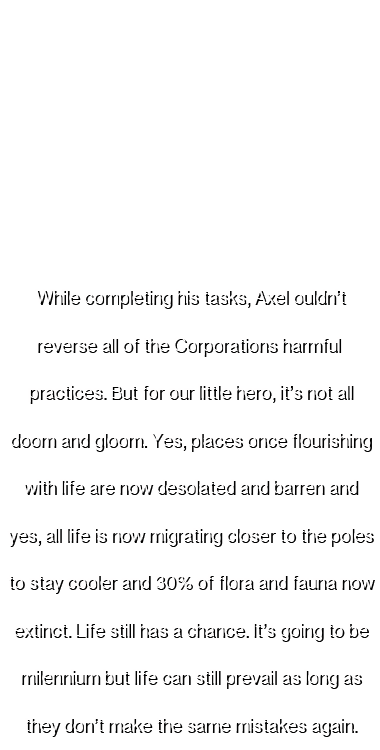 While completing his tasks, Axel ouldn't
reverse all of the Corporations harmful
practices. But for our little hero, it's not all
doom and gloom. Yes, places once flourishing
with life are now desolated and barren and
yes, all life is now migrating closer to the poles
to stay cooler and 30% of flora and fauna now
extinct. Life still has a chance. It's going to be
milennium but life can still prevail as long as
they don't make the same mistakes again.